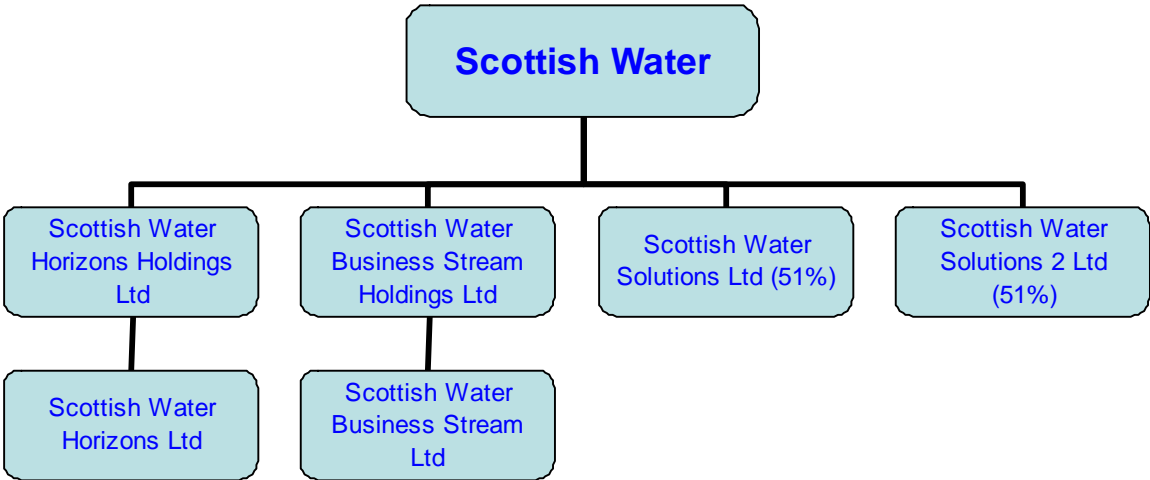 Scottish Water
Scottish Water
Horizons Holdings
Ltd
Scottish Water
Business Stream
Holdings Ltd
Scottish Water
Solutions Ltd (51%)
Scottish Water
Solutions 2 Ltd
(51%)
Scottish Water
Horizons Ltd
Scottish Water
Business Stream
Ltd